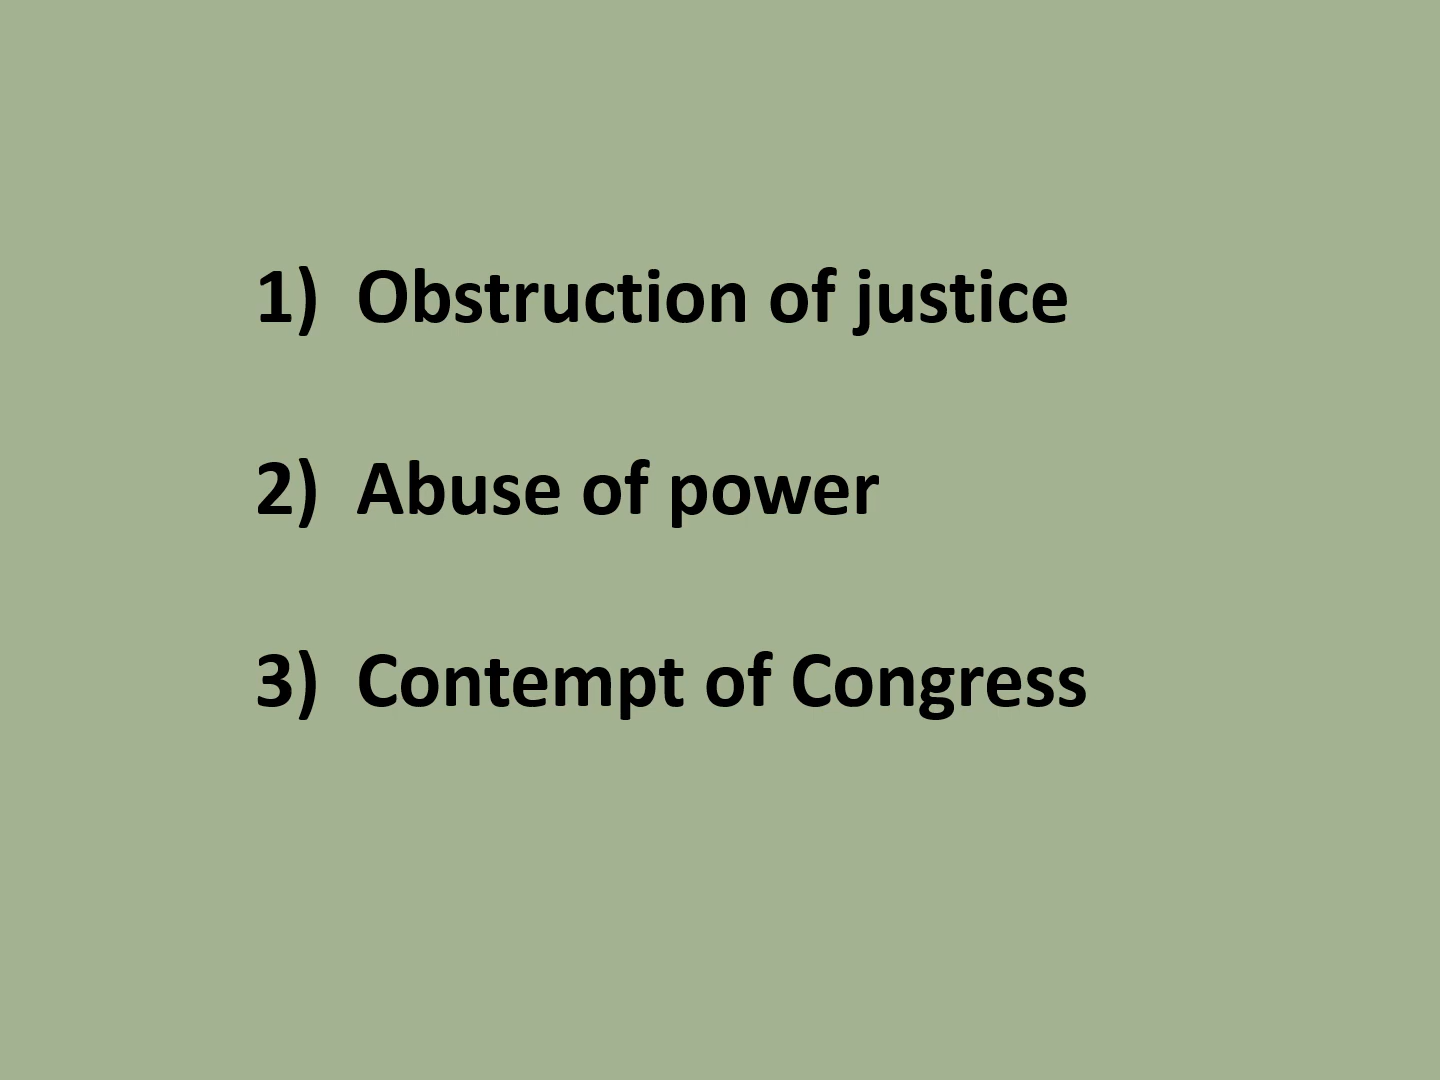 1) Obstruction of justice
2) Abuse of power
3) Contempt of Congress